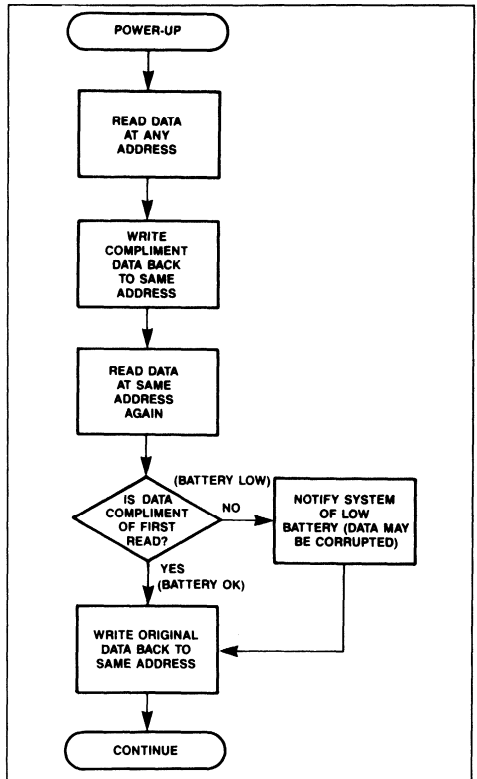 POWER-UP
READ DATA
AT ANY
ADDRESS
WRITE
COMPLIMENT
DATA BACK
TO SAME
ADDRESS
READ DATA
AT SAME
ADDRESS
AGAIN
IS DATA
COMPLIMENT
OF FIRST
READ?
(BATTERY LOW)
NO
NOTIFY SYSTEM
OF LOW
BATTERY (DATA MAY
BE CORRUPTED)
YES
(BATTERY OK)
WRITE ORIGINAL
DATA BACK TO
SAME ADDRESS
CONTINUE